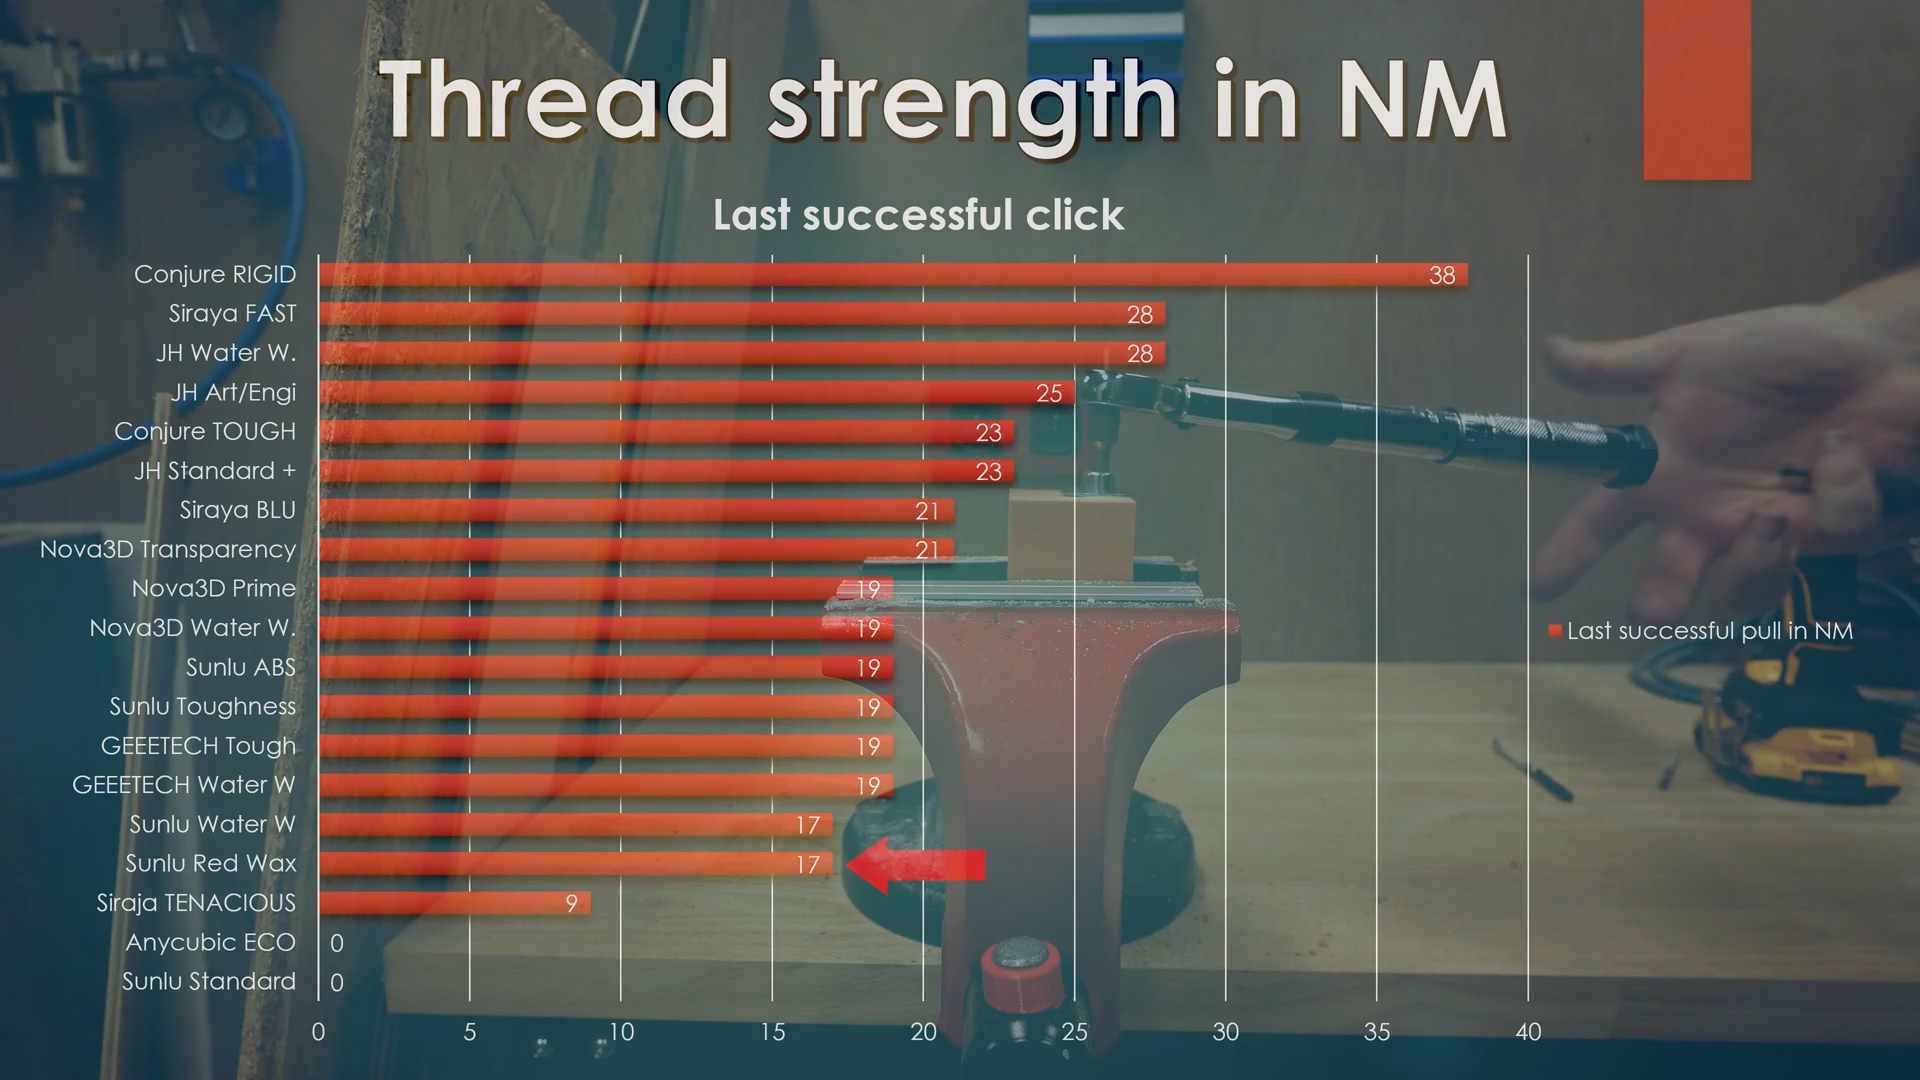 Thread strength in NM
Last successful click
Conjure RIGID 38
Siraya FAST 28
JH Water W. 28
JH Art/Engi 25
Conjure TOUGH 23
JH Standard + 23
Siraya BLU 21
Nova3D Transparency 21
Nova3D Prime 19
Nova3D Water W. 19
Sunlu ABS 19
Sunlu Toughness 19
GEEETECH Tough 19
GEEETECH Water W 19
Sunlu Water W 17
Sunlu Red Wax 17
Siraja TENACIOUS 9
Anycubic ECO 0
Sunlu Standard 0
0 5 10 15 20 25 30 35 40
Last successful pull in NM